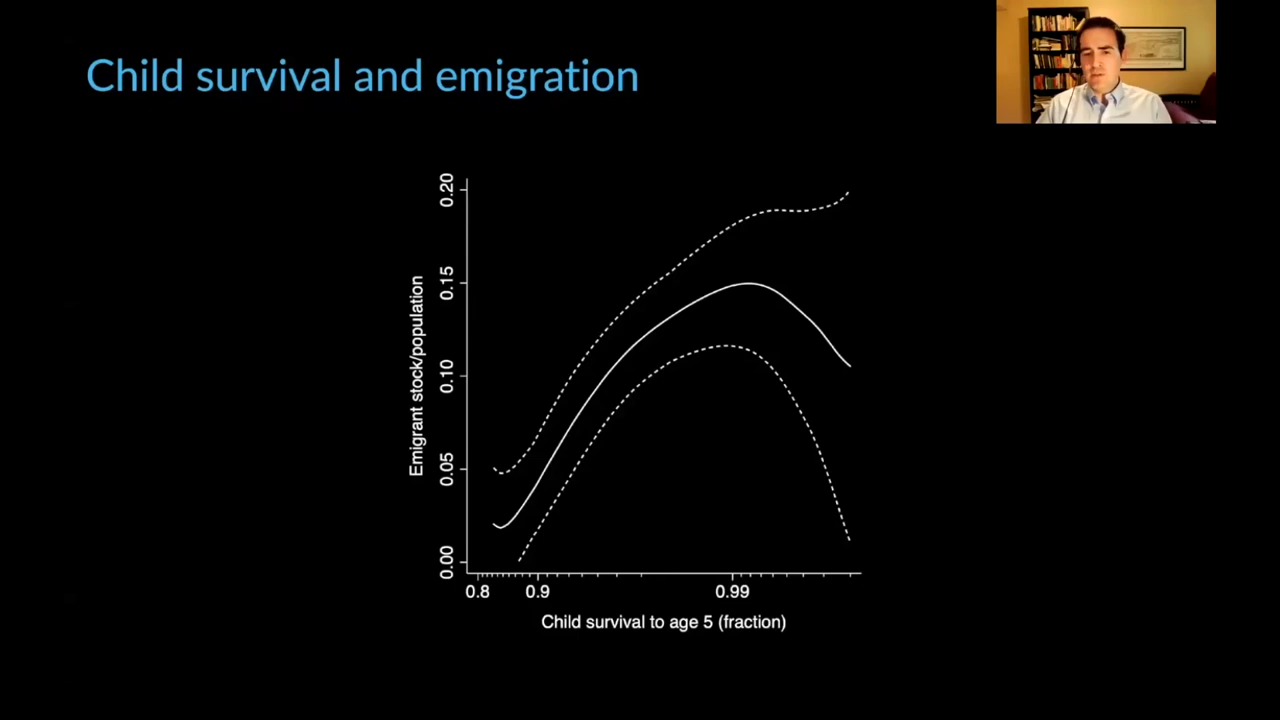 Child survival and emigration
0.20
0.15
0.10
0.05
0.00
Emigrant stock/population
0.8 0.9 0.99
Child survival to age 5 (fraction)